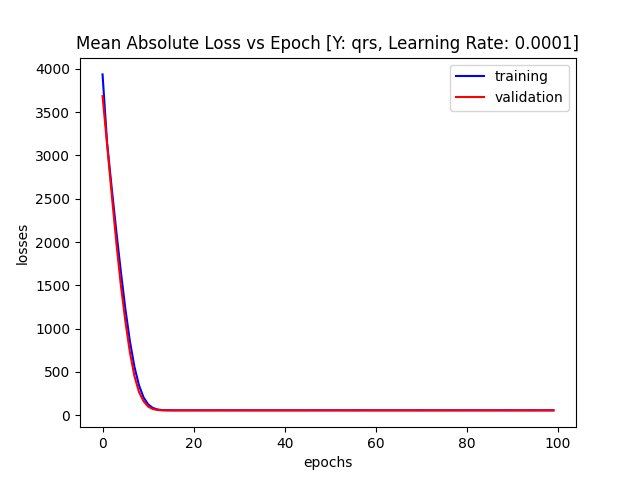 Mean Absolute Loss vs Epoch [Y: qrs, Learning Rate: 0.0001]
training
validation
losses
4000
3500
3000
2500
2000
1500
1000
500
0
0 20 40 60 80 100
epochs